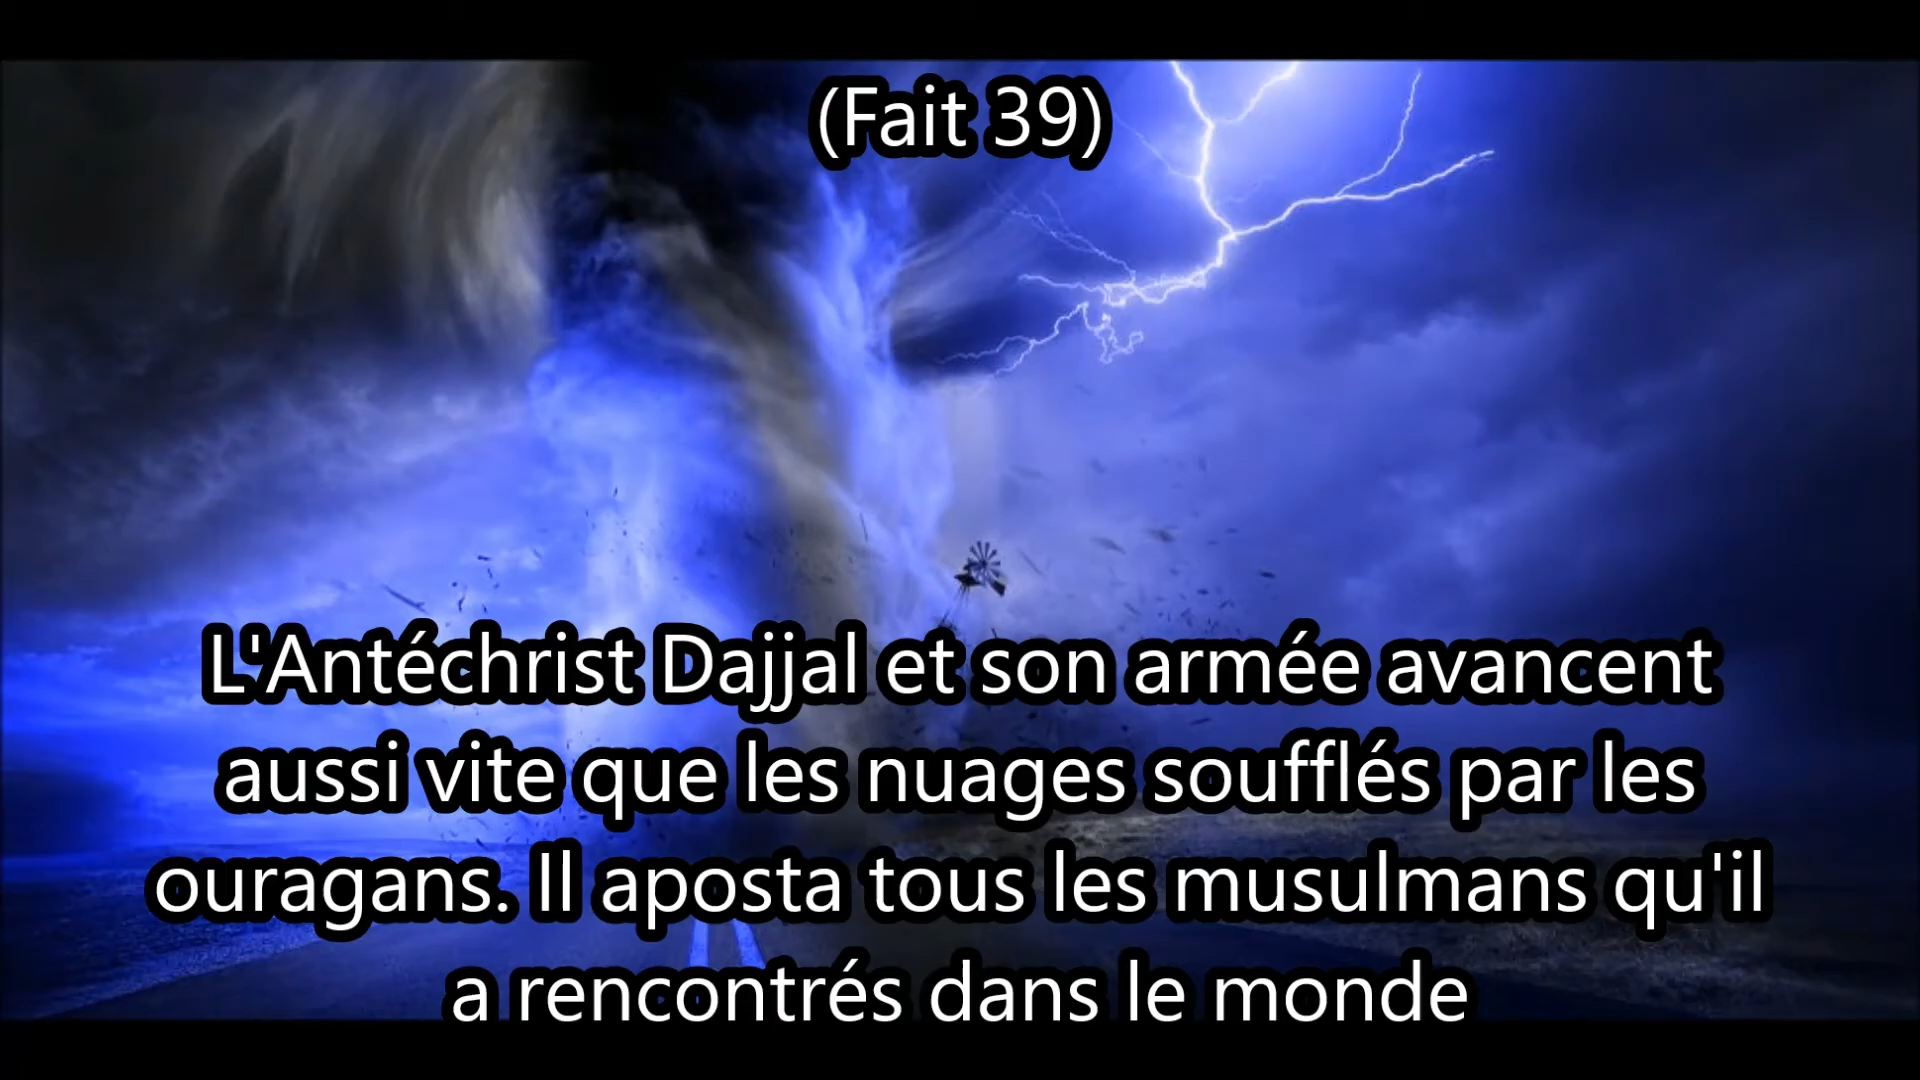 (Fait 39)
L'Antéchrist Dajjal et son armée avancent
aussi vite que les nuages soufflés par les
ouragans. Il aposta tous les musulmans qu'il
a rencontrés dans le monde